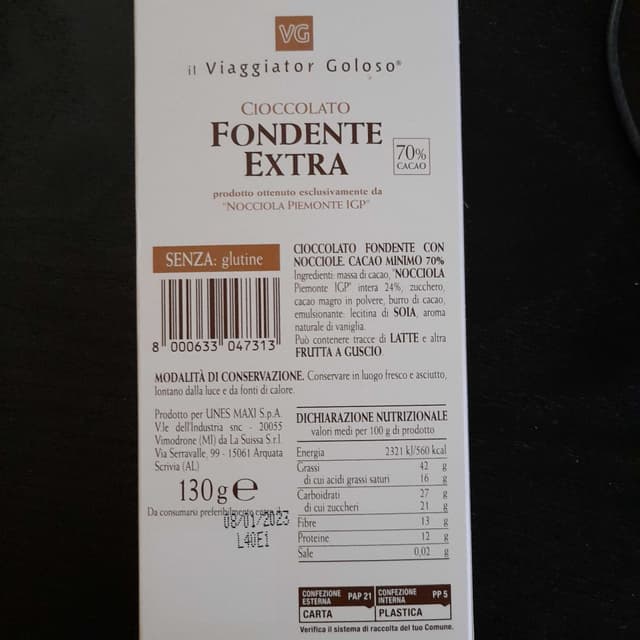 VG
il Viaggiator Goloso®
CIOCCOLATO
FONDENTE
EXTRA
70%
CACAO
prodotto ottenuto esclusivamente da
"NOCCIOLA PIEMONTE IGP"
SENZA: glutine
8 000633 047313
CIOCCOLATO FONDENTE CON
NOCCIOLE. CACAO MINIMO 70%
Ingredienti: massa di cacao, "NOCCIOLA
Piemonte IGP" intera 24%, zucchero,
cacao magro in polvere, burro di cacao,
emulsionante: lecitina di SOIA, aroma
naturale di vaniglia.
Può contenere tracce di LATTE e altra
FRUTTA A GUSCIO.
MODALITÀ DI CONSERVAZIONE. Conservare in luogo fresco e asciutto,
lontano dalla luce e da fonti di calore.
Prodotto per UNES MAXI S.p.A.
V.le dell'Industria snc - 20055
Vimodrone (MI) da La Suissa S.r.l.
Via Serravalle, 99 - 15061 Arquata
Scrivia (AL)
130 g e
Da consumarsi preferibilmente
08/01/2023
L40E1
DICHIARAZIONE NUTRIZIONALE
valori medi per 100 g di prodotto
Energia 2321 kJ/560 kcal
Grassi 42 g
di cui acidi grassi saturi 16 g
Carboidrati 27 g
di cui zuccheri 21 g
Fibre 13 g
Proteine 12 g
Sale 0,02 g
CONFEZIONE ESTERNA PAP 21
CARTA
CONFEZIONE INTERNA PP 5
PLASTICA
Verifica il sistema di raccolta del tuo Comune.